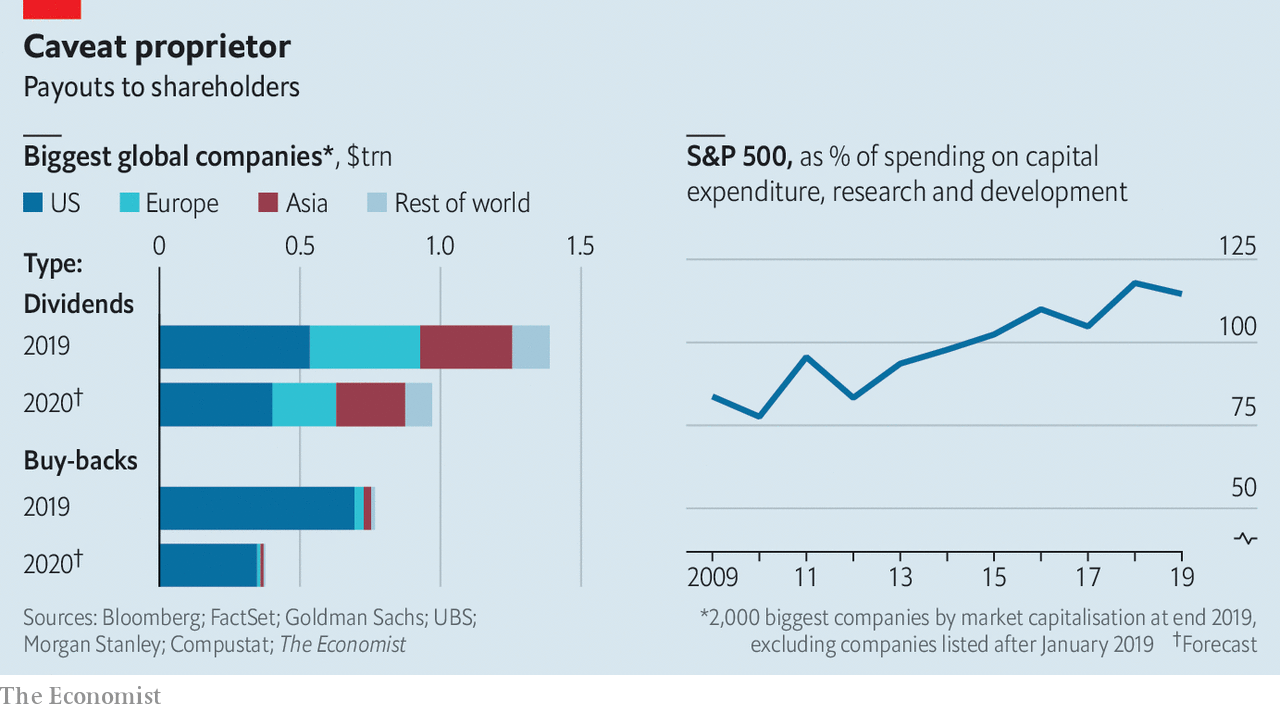 Caveat proprietor
Payouts to shareholders
Biggest global companies*, $trn
US Europe Asia Rest of world
0 0.5 1.0 1.5
Type:
Dividends
2019
2020†
Buy-backs
2019
2020†
Sources: Bloomberg; FactSet; Goldman Sachs; UBS;
Morgan Stanley; Compustat; The Economist
S&P 500, as % of spending on capital
expenditure, research and development
125
100
75
50
2009 11 13 15 17 19
*2,000 biggest companies by market capitalisation at end 2019,
excluding companies listed after January 2019 †Forecast
The Economist